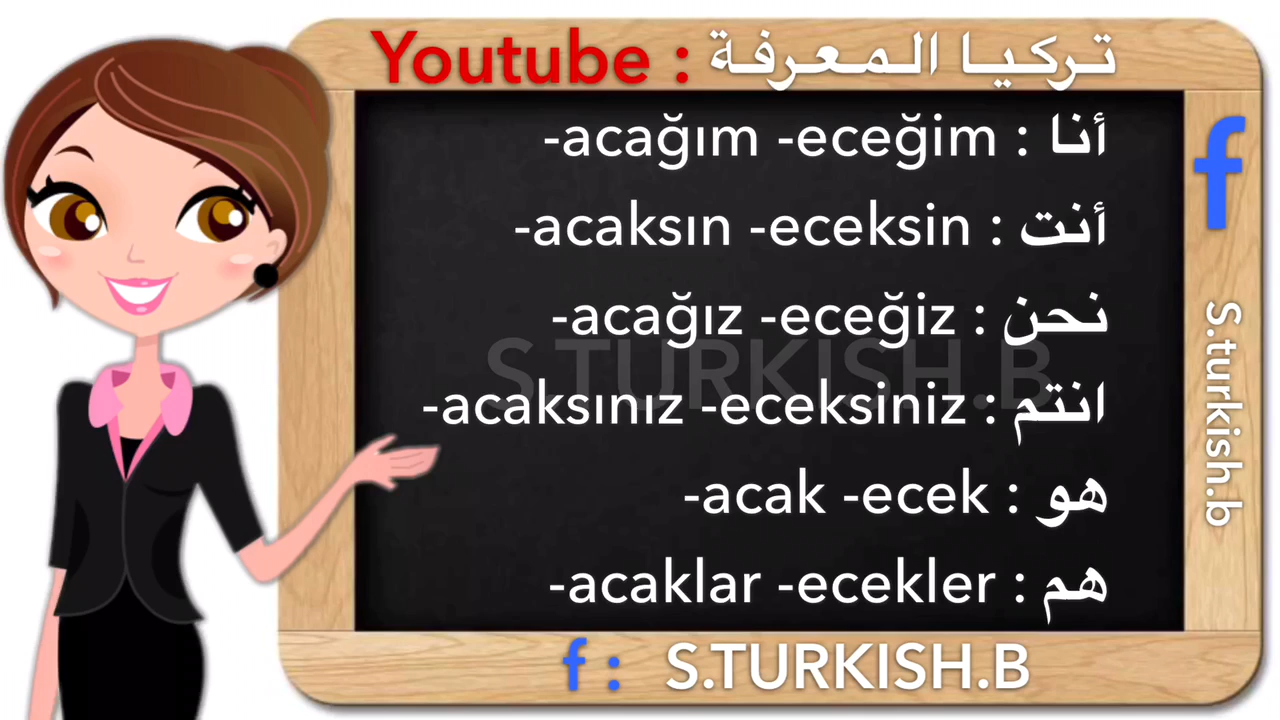 Youtube : تركيا المعرفة
أنا : -acağım -eceğim
أنت : -acaksın -eceksin
نحن : -acağız -eceğiz
S.TURKISH.B
انتم : -acaksınız -eceksiniz
هو : -acak -ecek
هم : -acaklar -ecekler
f : S.TURKISH.B
f
S.turkish.b